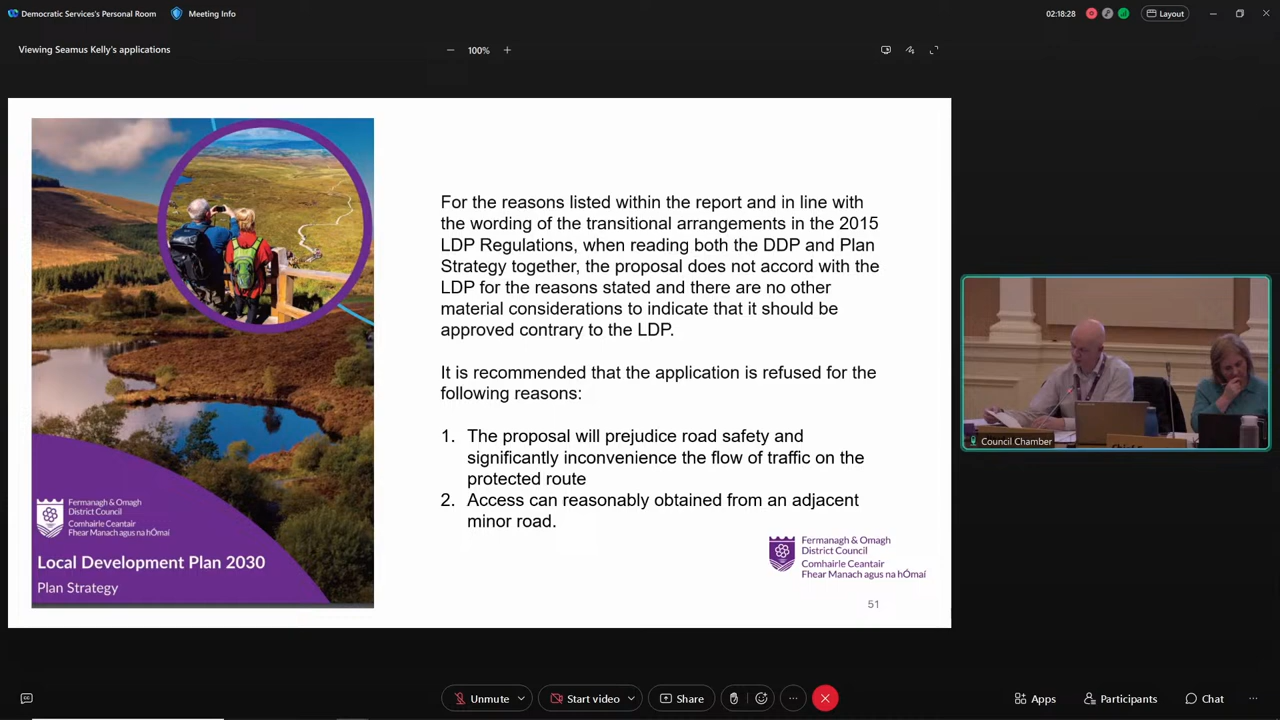 Democratic Services's Personal Room
Meeting Info
02:18:28
Layout
Viewing Seamus Kelly's applications
100%
For the reasons listed within the report and in line with
the wording of the transitional arrangements in the 2015
LDP Regulations, when reading both the DDP and Plan
Strategy together, the proposal does not accord with the
LDP for the reasons stated and there are no other
material considerations to indicate that it should be
approved contrary to the LDP.
It is recommended that the application is refused for the
following reasons:
1. The proposal will prejudice road safety and
significantly inconvenience the flow of traffic on the
protected route
2. Access can reasonably obtained from an adjacent
minor road.
Fermanagh & Omagh
District Council
Comhairle Ceantair
Fhear Manach agus na hÓmaí
Local Development Plan 2030
Plan Strategy
Fermanagh & Omagh
District Council
Comhairle Ceantair
Fhear Manach agus na hÓmaí
51
Council Chamber
Unmute
Start video
Share
Apps
Participants
Chat